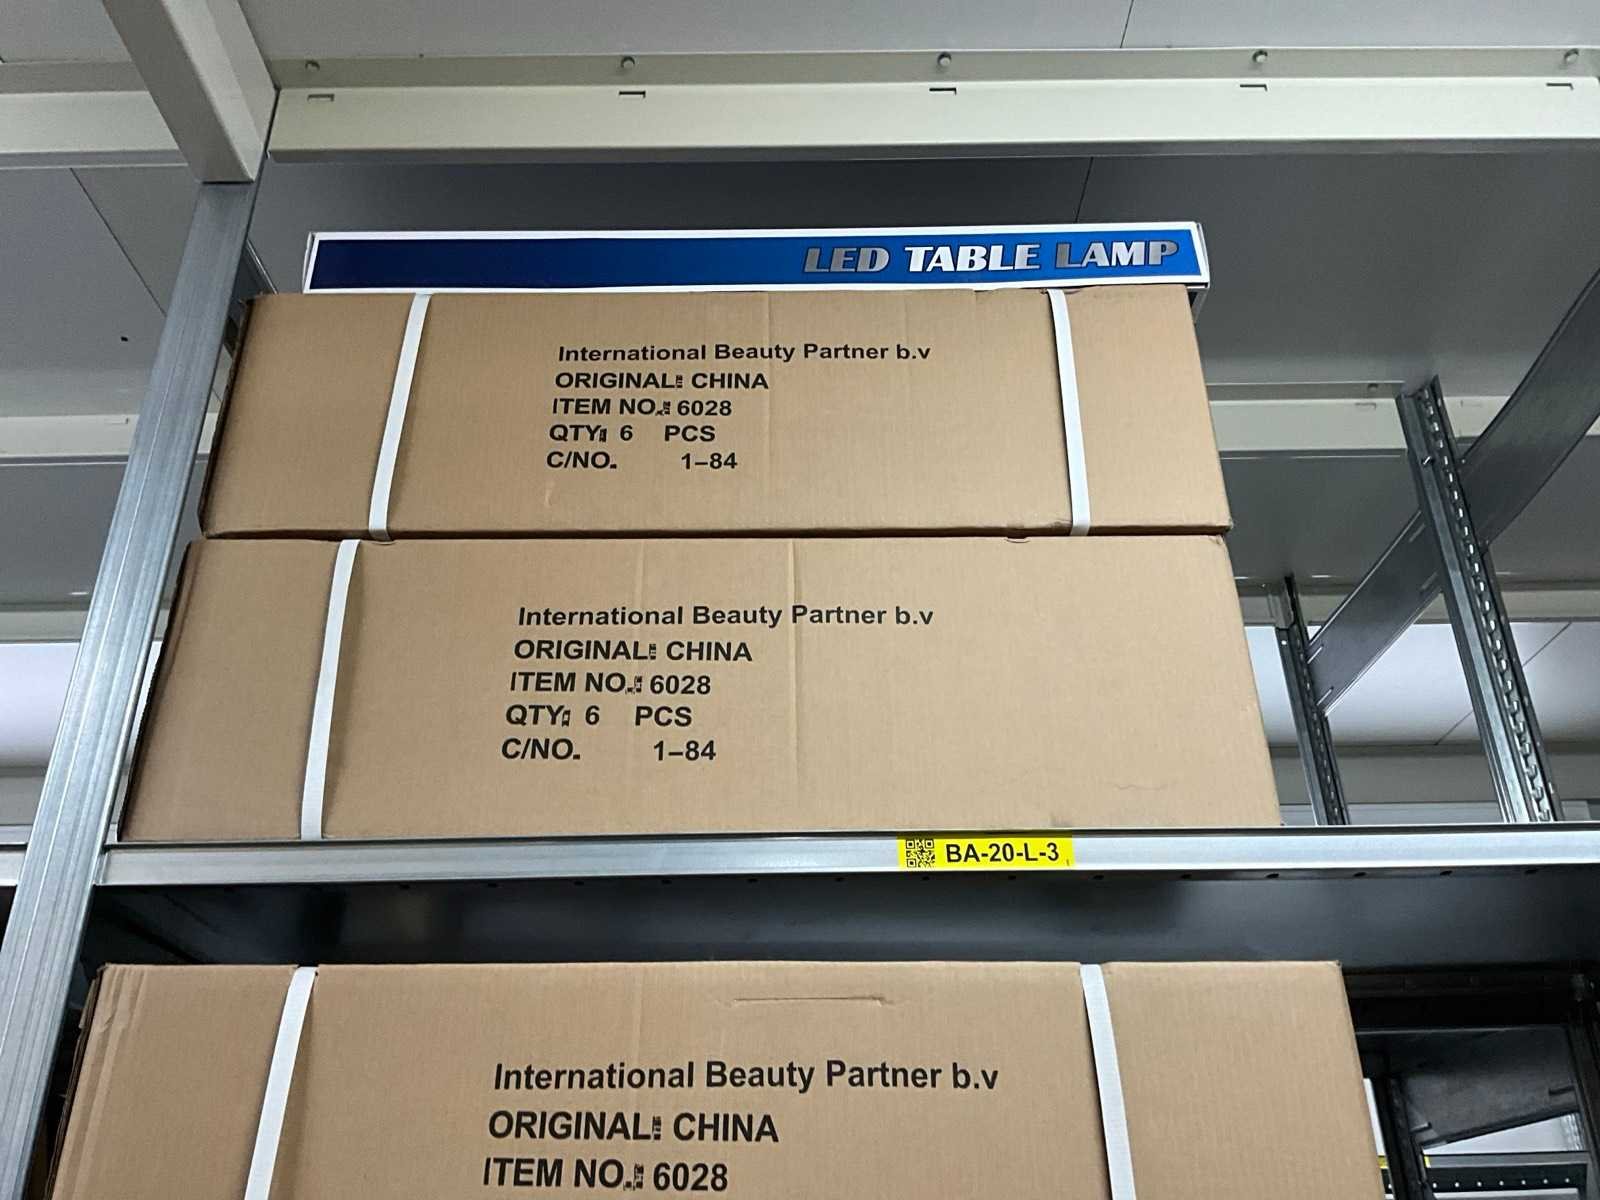 LED TABLE LAMP
International Beauty Partner b.v
ORIGINAL: CHINA
ITEM NO.: 6028
QTY: 6 PCS
C/NO. 1–84
International Beauty Partner b.v
ORIGINAL: CHINA
ITEM NO.: 6028
QTY: 6 PCS
C/NO. 1–84
BA-20-L-3
International Beauty Partner b.v
ORIGINAL: CHINA
ITEM NO.: 6028